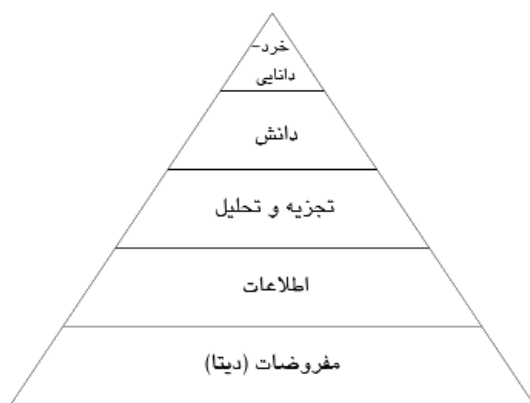 خرد-
دانایی
دانش
تجزیه و تحلیل
اطلاعات
مفروضات (دیتا)